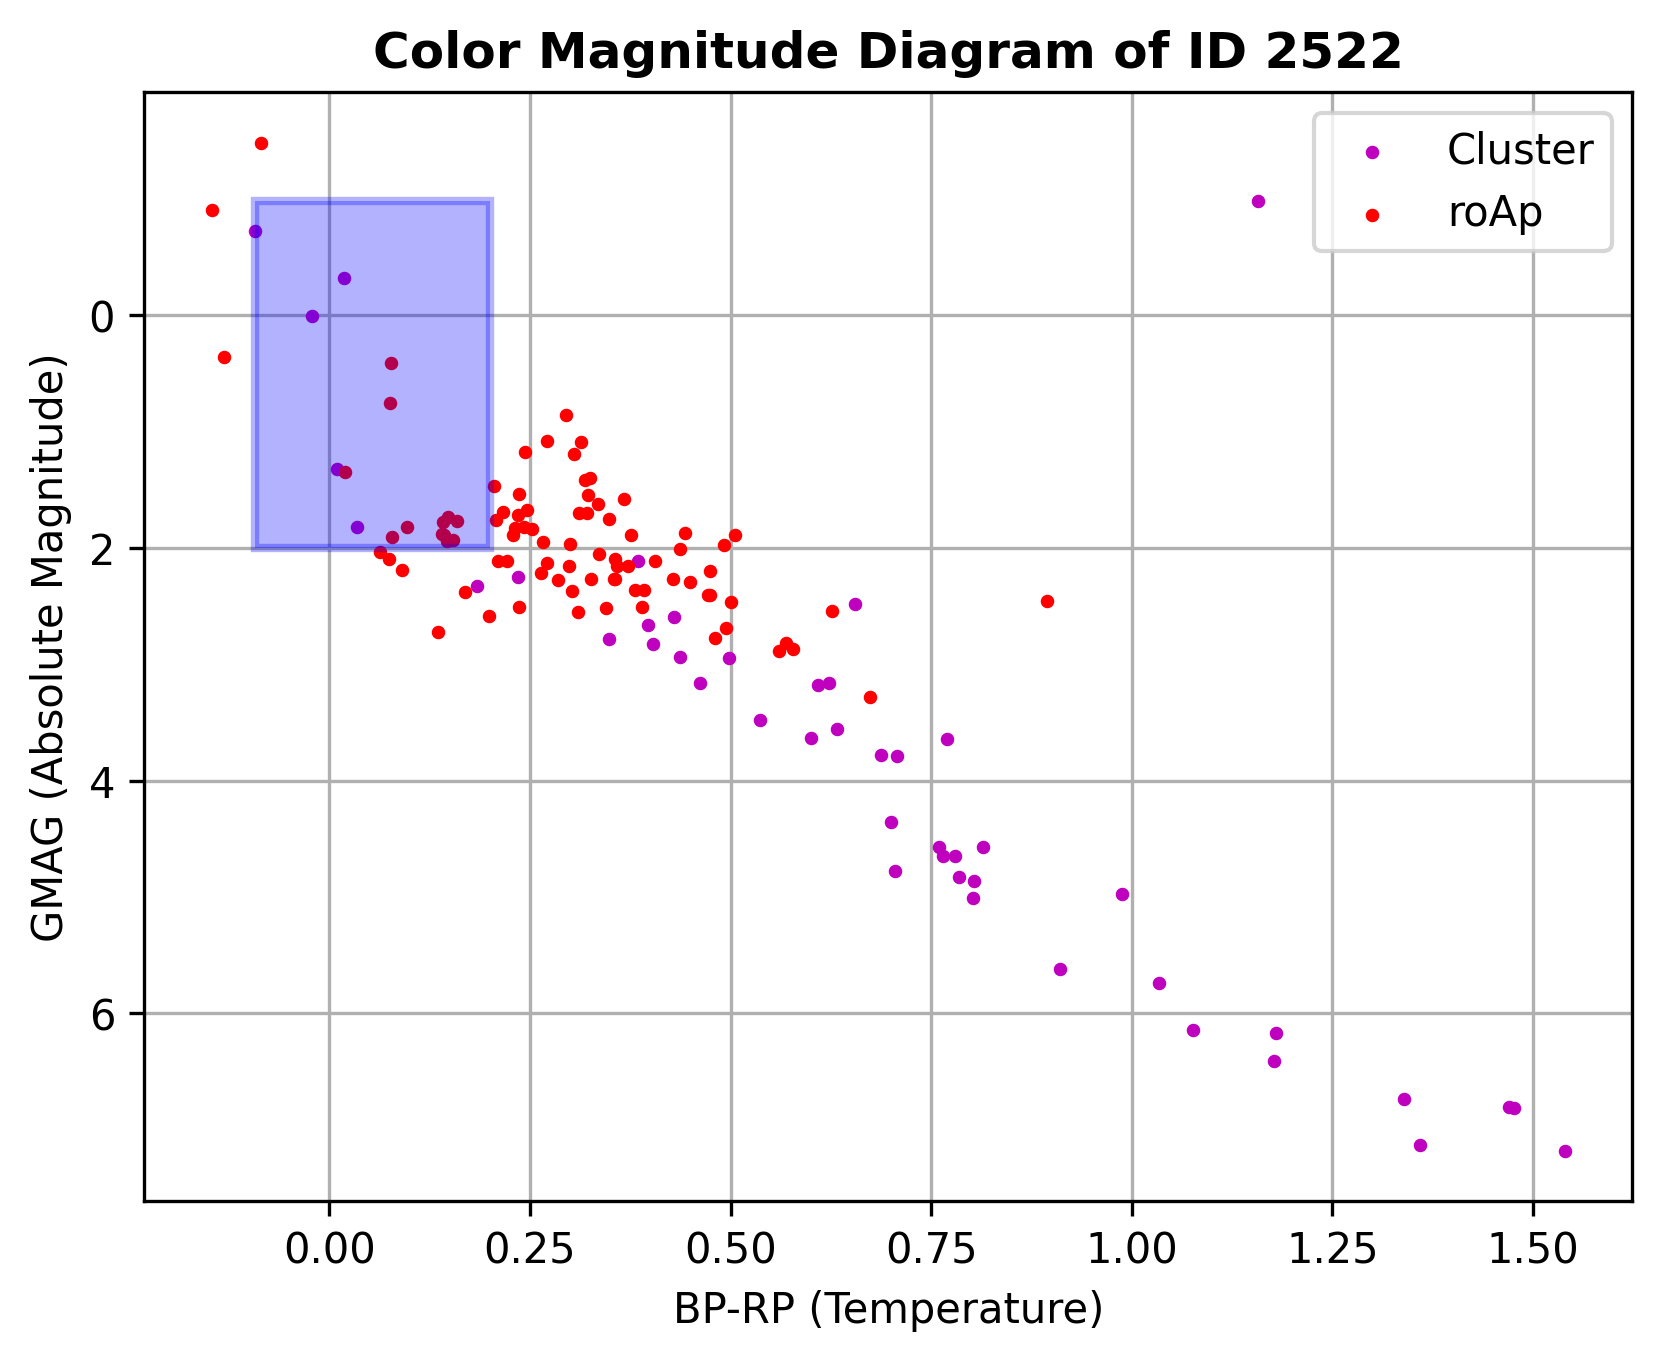 Color Magnitude Diagram of ID 2522
Cluster
roAp
GMAG (Absolute Magnitude)
0
2
4
6
0.00 0.25 0.50 0.75 1.00 1.25 1.50
BP-RP (Temperature)